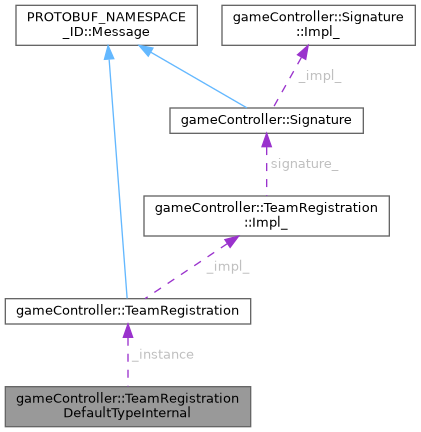 PROTOBUF_NAMESPACE
_ID::Message
gameController::Signature
::Impl_
_impl_
gameController::Signature
signature_
gameController::TeamRegistration
::Impl_
_impl_
gameController::TeamRegistration
_instance
gameController::TeamRegistration
DefaultTypeInternal